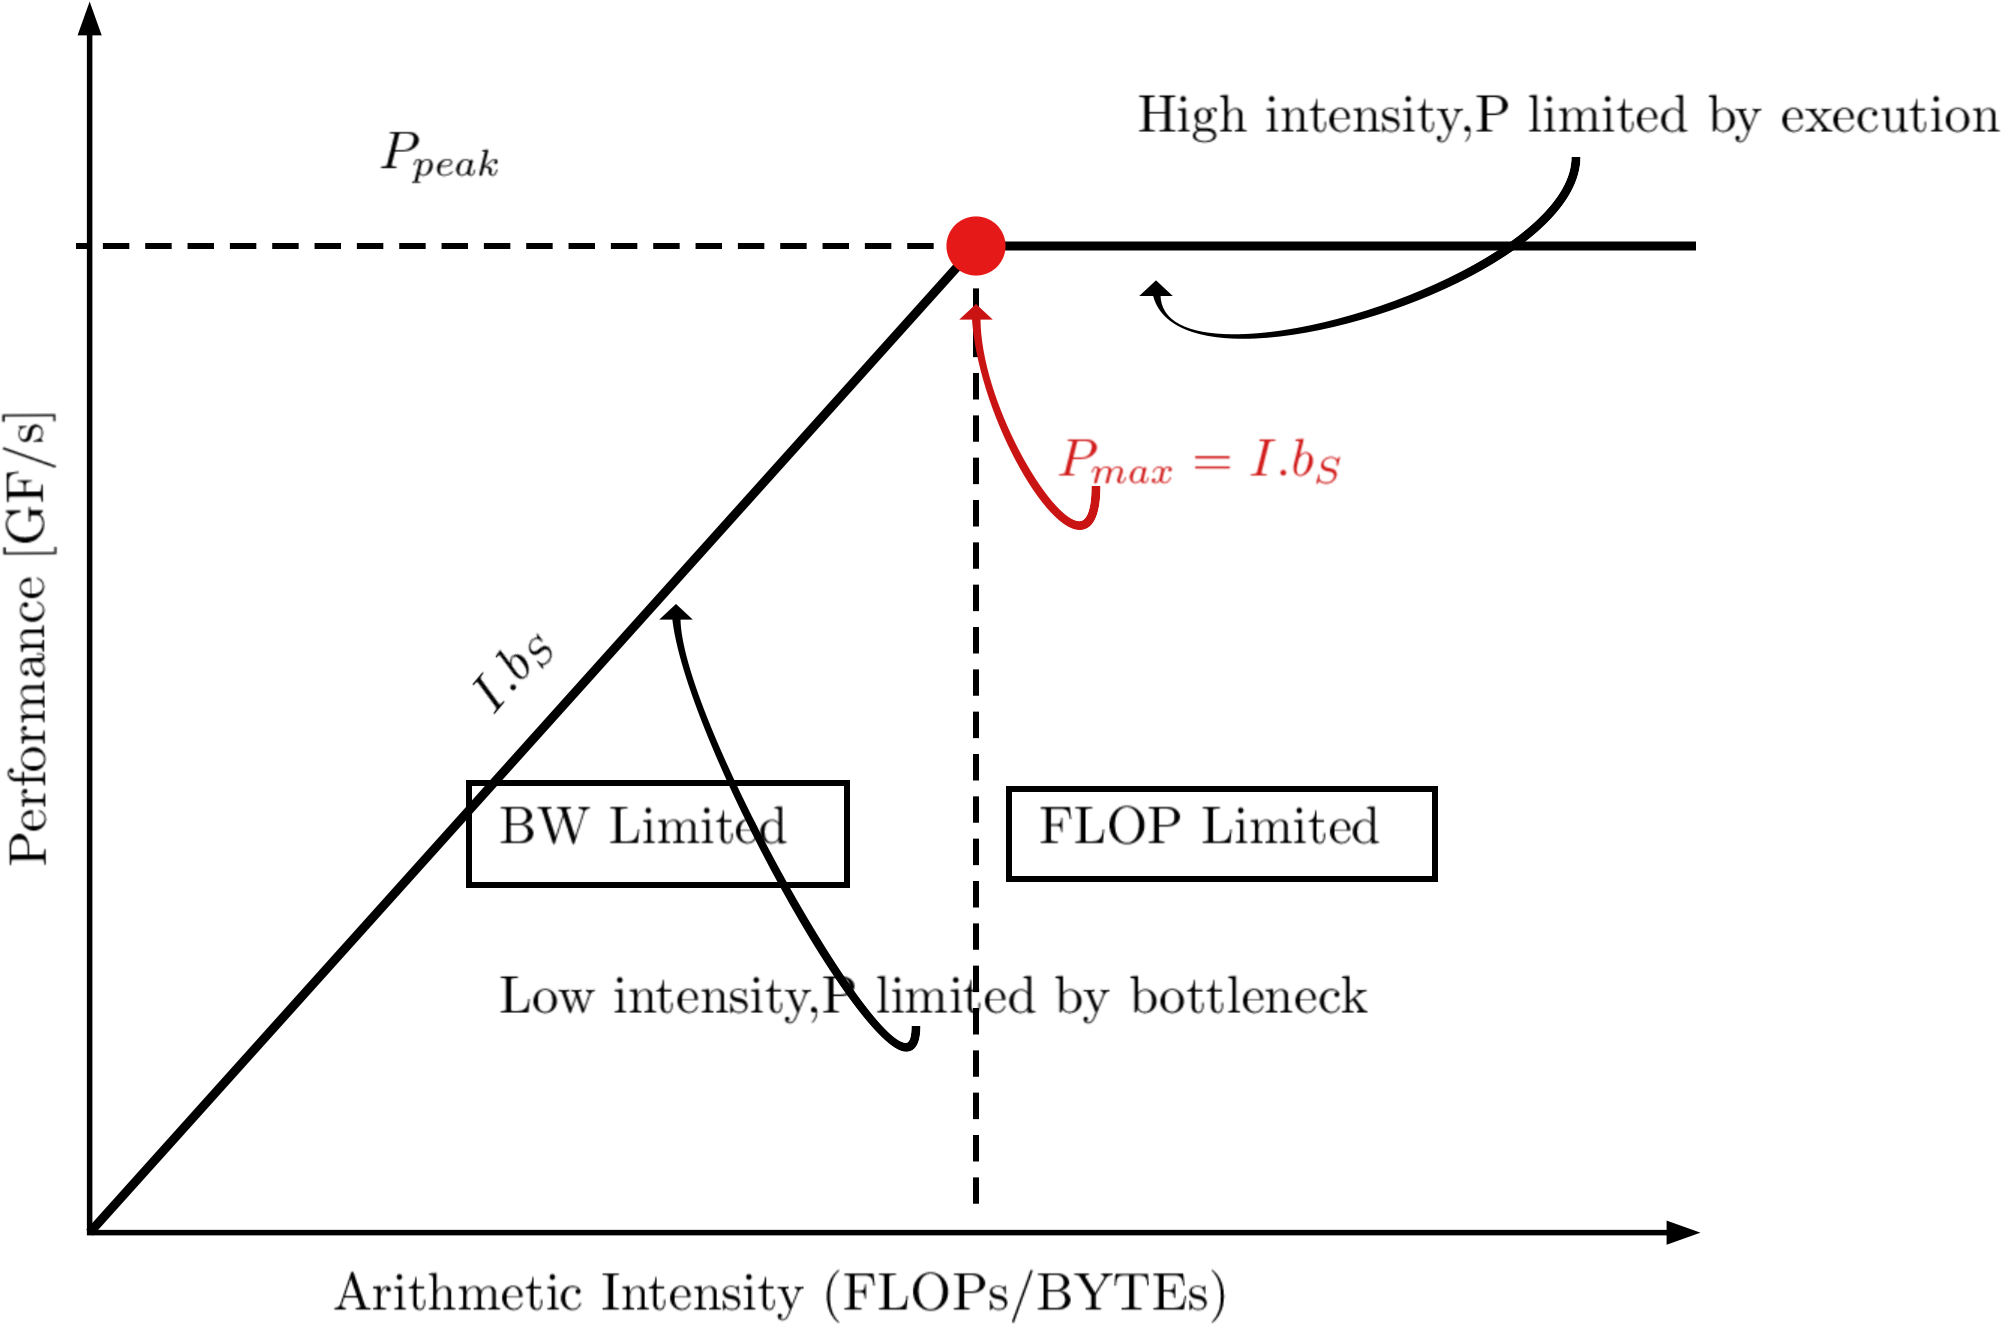 High intensity,P limited by execution
P_peak
P_max = I.b_S
Performance [GF/s]
I.b_S
BW Limited
FLOP Limited
Low intensity,P limited by bottleneck
Arithmetic Intensity (FLOPs/BYTEs)